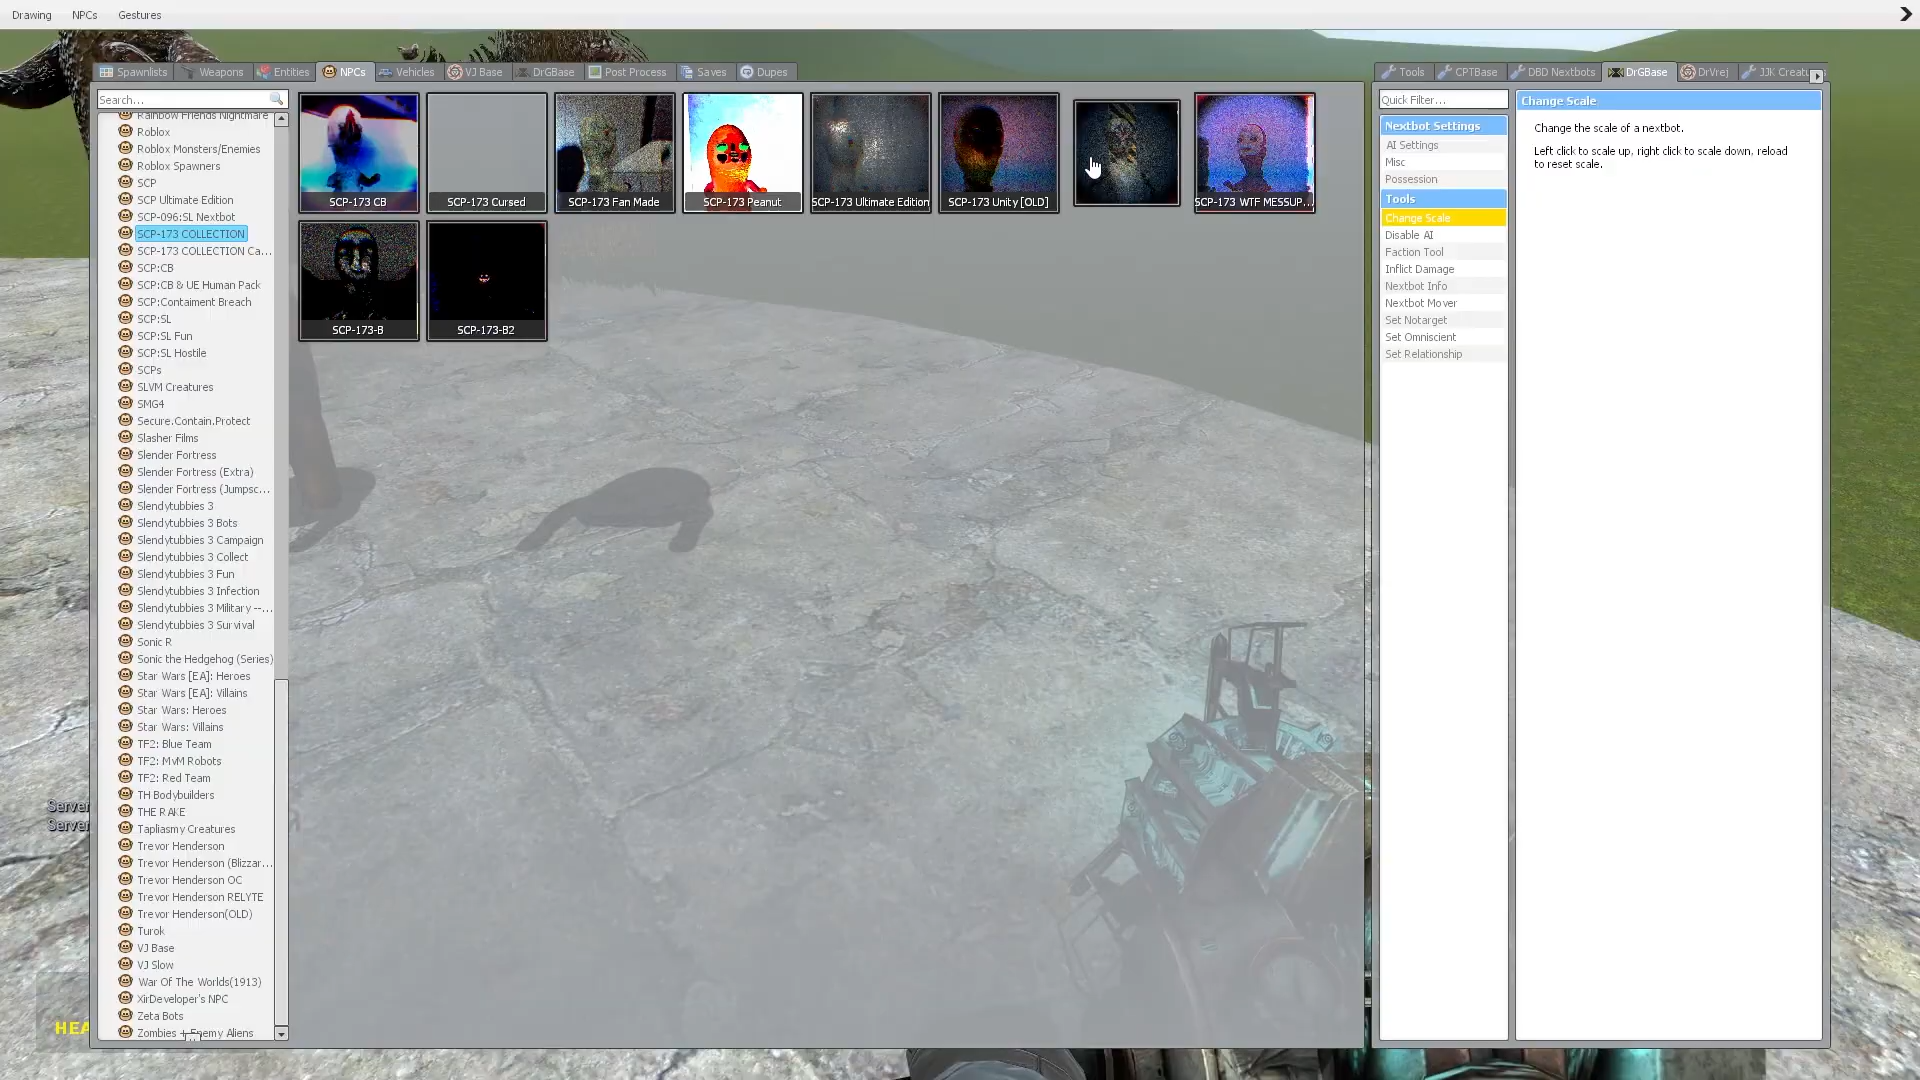 Drawing NPCs Gestures
Spawnlists Weapons Entities NPCs Vehicles VJ Base DrGBase Post Process Saves Dupes
Search...
Rainbow Friends Nightmare
Roblox
Roblox Monsters/Enemies
Roblox Spawners
SCP
SCP Ultimate Edition
SCP-096:SL Nextbot
SCP-173 COLLECTION
SCP-173 COLLECTION Ca...
SCP:CB
SCP:CB & UE Human Pack
SCP:Contaiment Breach
SCP:SL
SCP:SL Fun
SCP:SL Hostile
SCPs
SLVM Creatures
SMG4
Secure.Contain.Protect
Slasher Films
Slender Fortress
Slender Fortress (Extra)
Slender Fortress (Jumpsc...
Slendytubbies 3
Slendytubbies 3 Bots
Slendytubbies 3 Campaign
Slendytubbies 3 Collect
Slendytubbies 3 Fun
Slendytubbies 3 Infection
Slendytubbies 3 Military --...
Slendytubbies 3 Survival
Sonic R
Sonic the Hedgehog (Series)
Star Wars [EA]: Heroes
Star Wars [EA]: Villains
Star Wars: Heroes
Star Wars: Villains
TF2: Blue Team
TF2: MvM Robots
TF2: Red Team
TH Bodybuilders
THE RAKE
Tapliasmy Creatures
Trevor Henderson
Trevor Henderson (Blizzar...
Trevor Henderson OC
Trevor Henderson RELYTE
Trevor Henderson(OLD)
Turok
VJ Base
VJ Slow
War Of The Worlds(1913)
XirDeveloper's NPC
Zeta Bots
Zombies + Enemy Aliens
SCP-173 CB
SCP-173 Cursed
SCP-173 Fan Made
SCP-173 Peanut
SCP-173 Ultimate Edition
SCP-173 Unity [OLD]
SCP-173 WTF MESSUP...
SCP-173-B
SCP-173-B2
Server
Server
HEA
Tools CPTBase DBD Nextbots DrGBase DrVrej JJK Creatu
Quick Filter...
Nextbot Settings
AI Settings
Misc
Possession
Tools
Change Scale
Disable AI
Faction Tool
Inflict Damage
Nextbot Info
Nextbot Mover
Set Notarget
Set Omniscient
Set Relationship
Change Scale
Change the scale of a nextbot.
Left click to scale up, right click to scale down, reload
to reset scale.